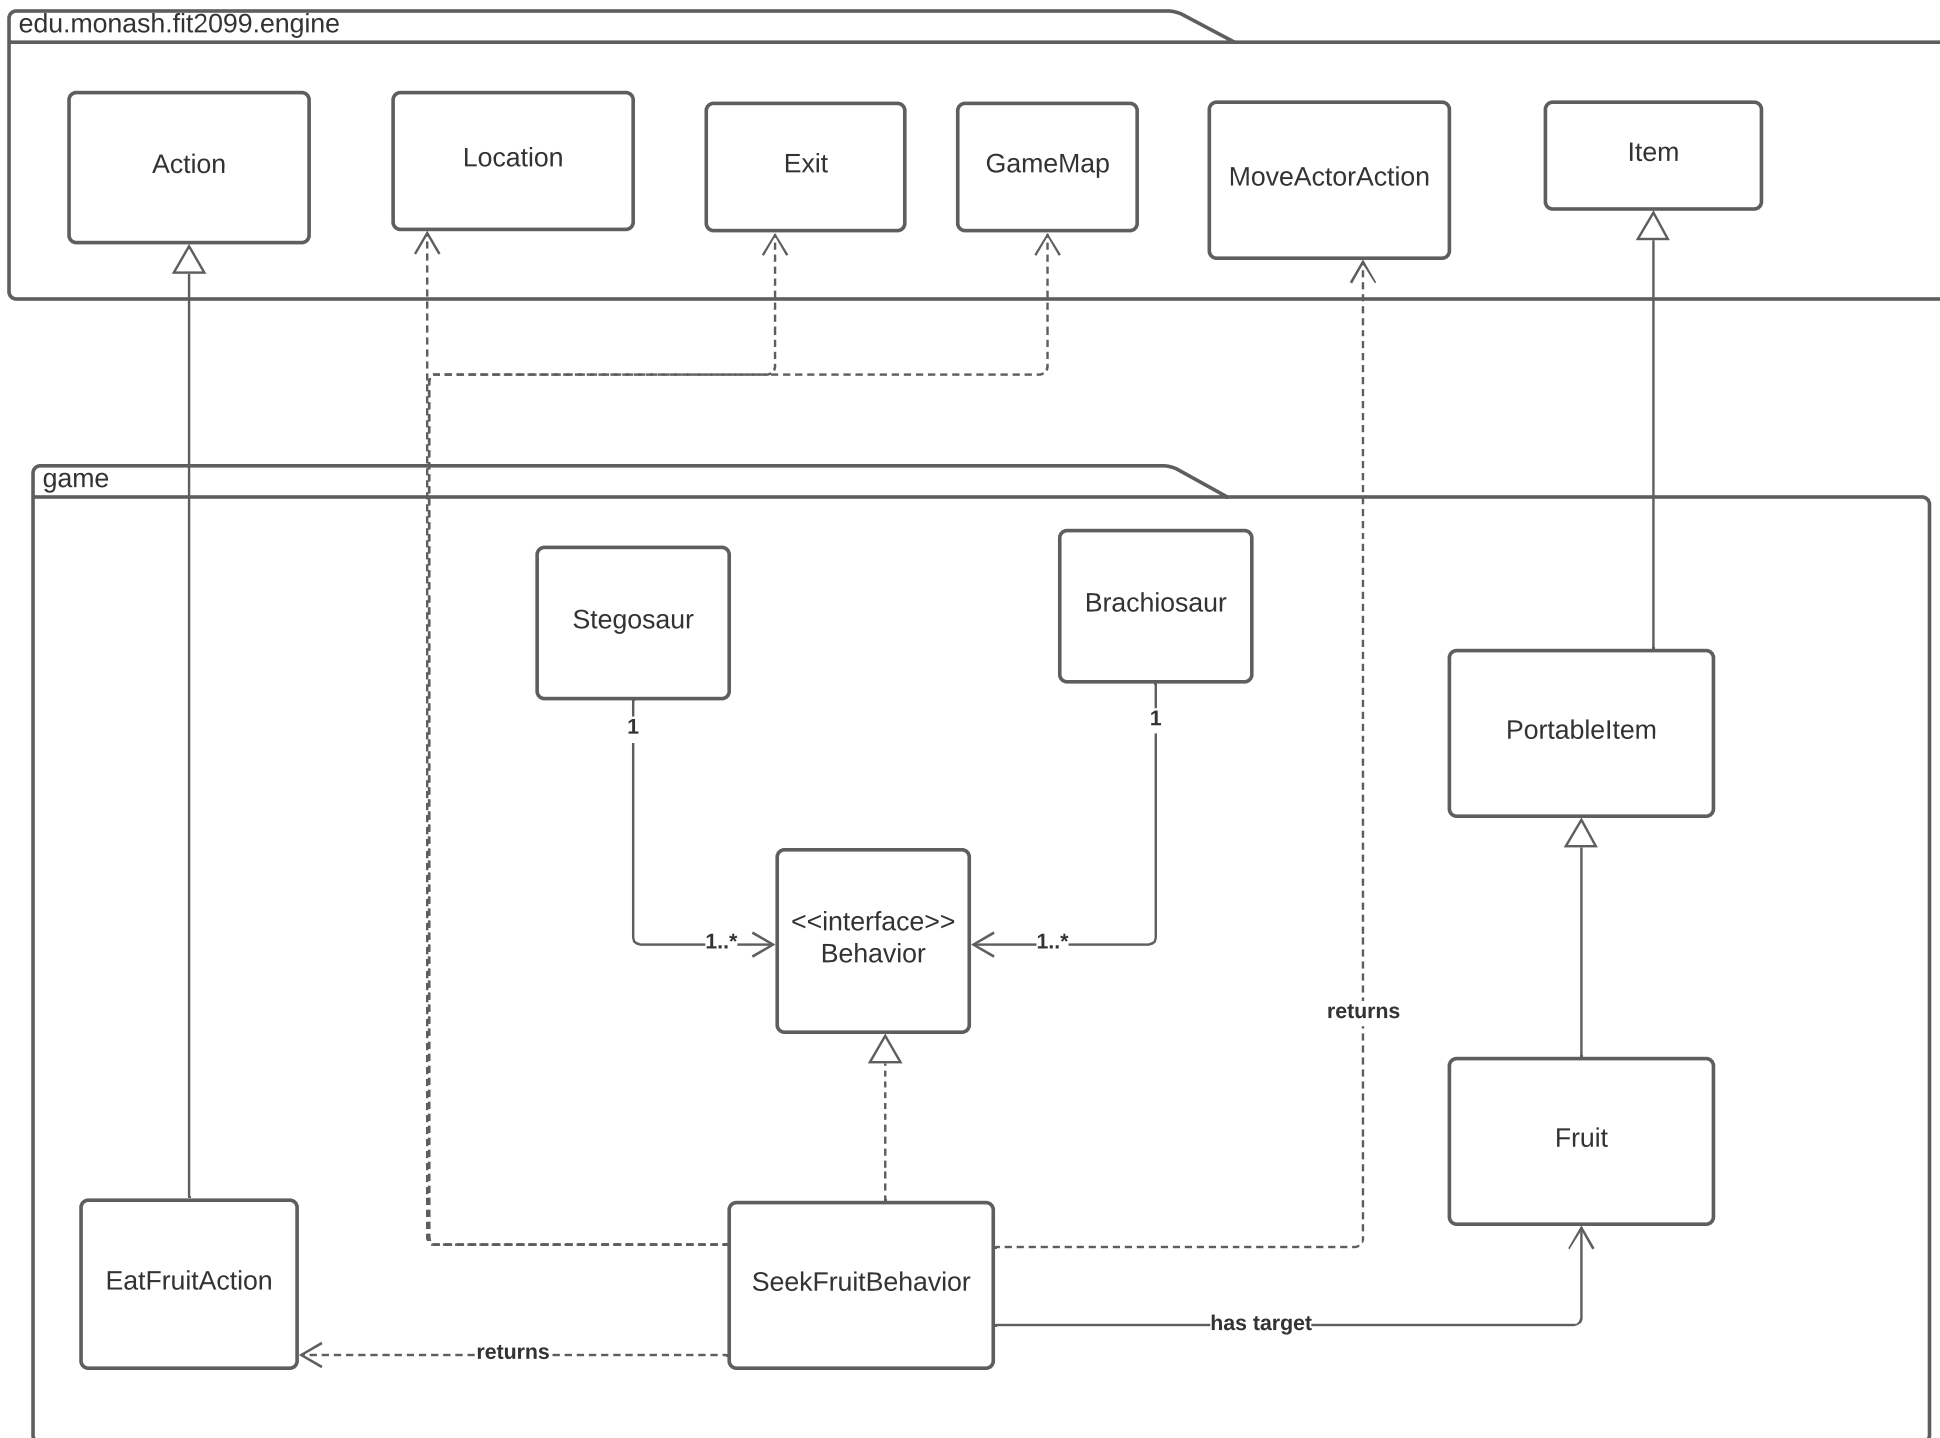 edu.monash.fit2099.engine
Action
Location
Exit
GameMap
MoveActorAction
Item
game
Stegosaur
Brachiosaur
1
1
PortableItem
<<interface>>
Behavior
1..*
1..*
returns
Fruit
EatFruitAction
SeekFruitBehavior
has target
returns